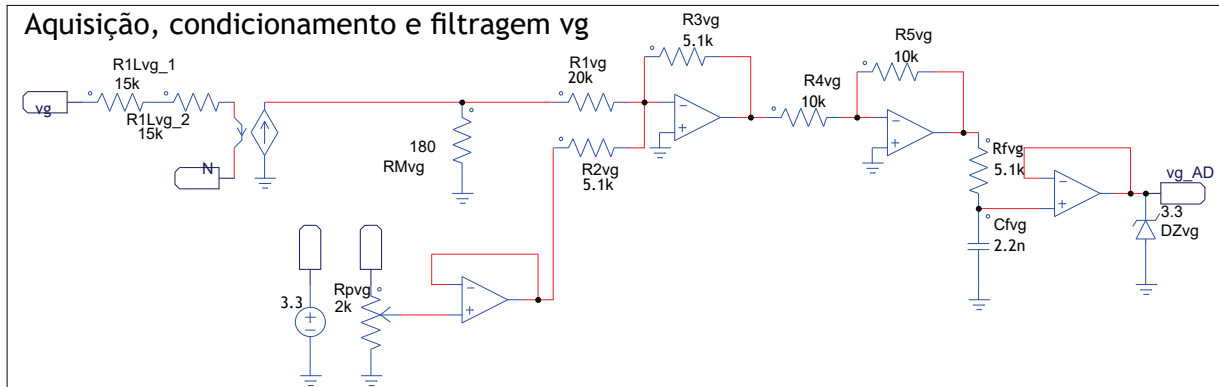 Aquisição, condicionamento e filtragem vg
R3vg
5.1k
R5vg
10k
R1Lvg_1
15k
R1vg
20k
R4vg
10k
vg
R1Lvg_2
15k
180
RMvg
N
R2vg
5.1k
Rfvg
5.1k
vg_AD
3.3
DZvg
Cfvg
2.2n
3.3
Rpvg
2k